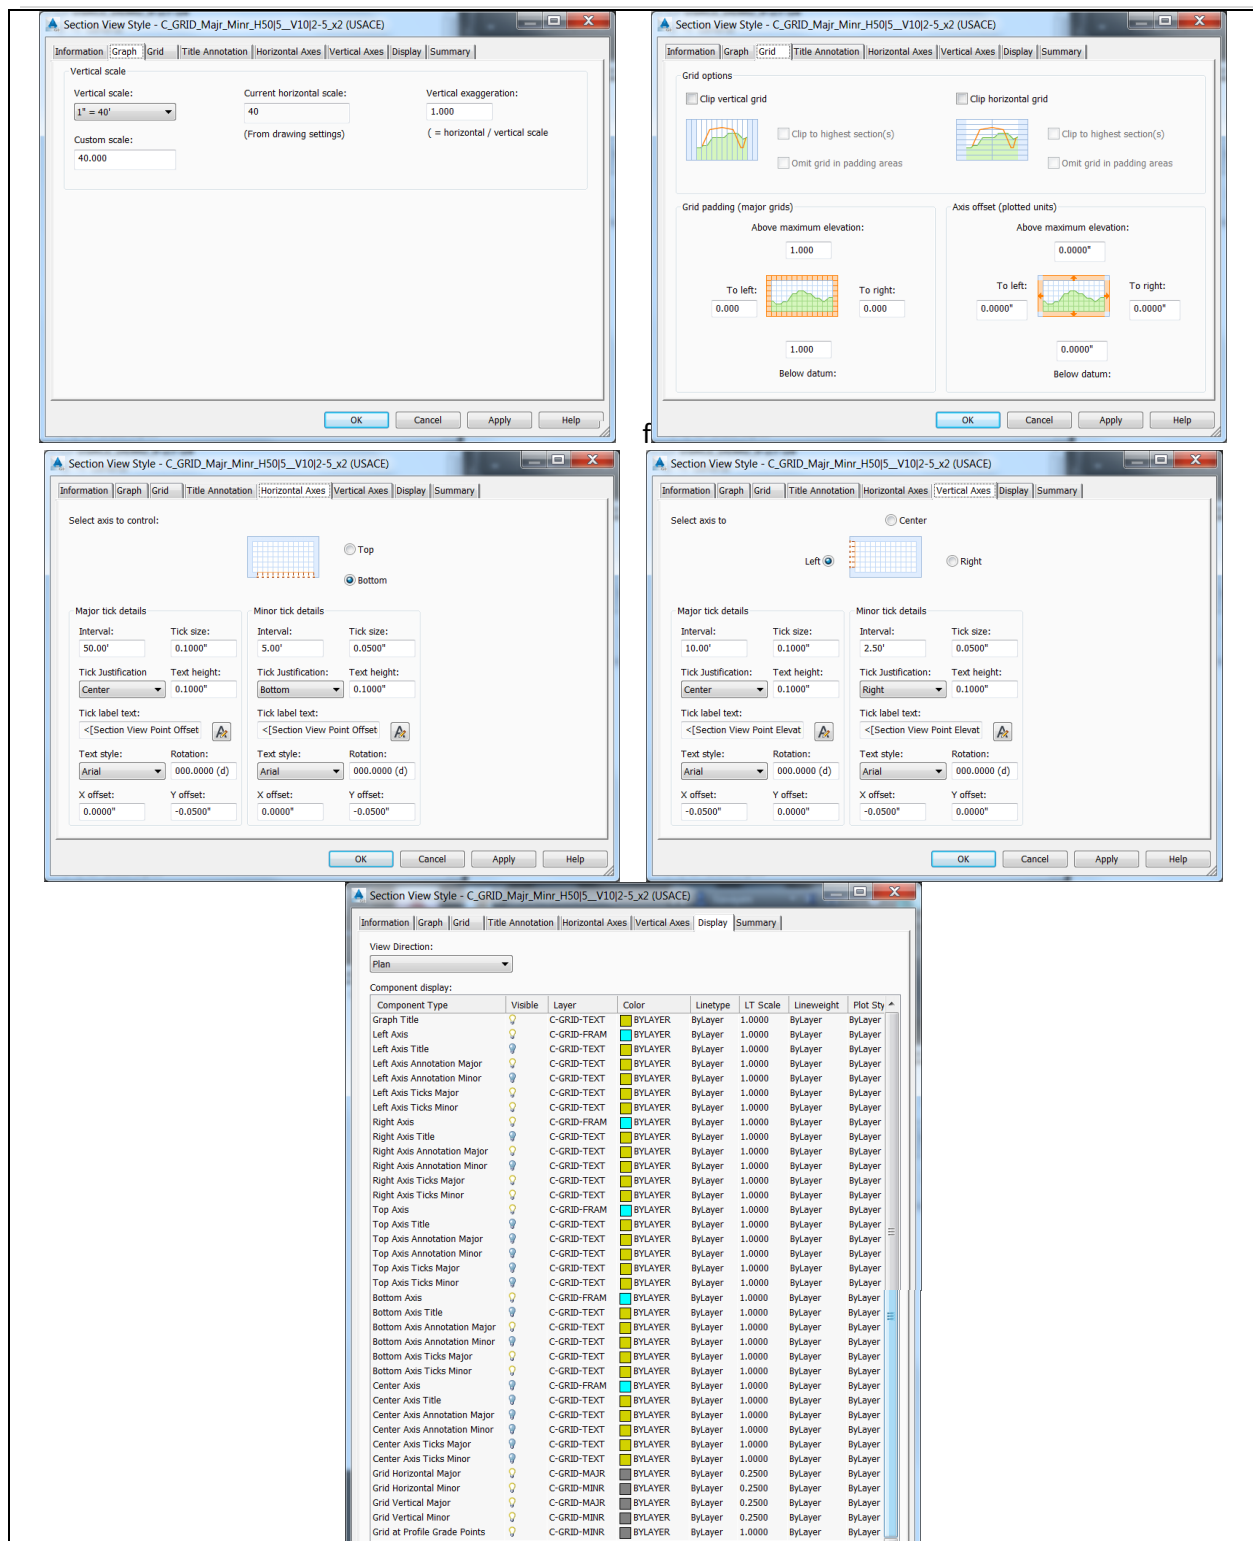 Section View Style - C_GRID_Majr_Minr_H50|5__V10|2-5_x2 (USACE)
Information Graph Grid Title Annotation Horizontal Axes Vertical Axes Display Summary
Vertical scale
Vertical scale: Current horizontal scale: Vertical exaggeration:
1" = 40' 40 1.000
(From drawing settings) ( = horizontal / vertical scale
Custom scale:
40.000
OK Cancel Apply Help
Section View Style - C_GRID_Majr_Minr_H50|5__V10|2-5_x2 (USACE)
Information Graph Grid Title Annotation Horizontal Axes Vertical Axes Display Summary
Grid options
Clip vertical grid Clip horizontal grid
Clip to highest section(s) Clip to highest section(s)
Omit grid in padding areas Omit grid in padding areas
Grid padding (major grids) Axis offset (plotted units)
Above maximum elevation: Above maximum elevation:
1.000 0.0000"
To left: To right: To left: To right:
0.000 0.000 0.0000" 0.0000"
1.000 0.0000"
Below datum: Below datum:
OK Cancel Apply Help
f
Section View Style - C_GRID_Majr_Minr_H50|5__V10|2-5_x2 (USACE)
Information Graph Grid Title Annotation Horizontal Axes Vertical Axes Display Summary
Select axis to control:
Top
Bottom
Major tick details Minor tick details
Interval: Tick size: Interval: Tick size:
50.00' 0.1000" 5.00' 0.0500"
Tick Justification Text height: Tick Justification: Text height:
Center 0.1000" Bottom 0.1000"
Tick label text: Tick label text:
<[Section View Point Offset <[Section View Point Offset
Text style: Rotation: Text style: Rotation:
Arial 000.0000 (d) Arial 000.0000 (d)
X offset: Y offset: X offset: Y offset:
0.0000" -0.0500" 0.0000" -0.0500"
OK Cancel Apply Help
Section View Style - C_GRID_Majr_Minr_H50|5__V10|2-5_x2 (USACE)
Information Graph Grid Title Annotation Horizontal Axes Vertical Axes Display Summary
Select axis to Center
Left Right
Major tick details Minor tick details
Interval: Tick size: Interval: Tick size:
10.00' 0.1000" 2.50' 0.0500"
Tick Justification: Text height: Tick Justification: Text height:
Center 0.1000" Right 0.1000"
Tick label text: Tick label text:
<[Section View Point Elevat <[Section View Point Elevat
Text style: Rotation: Text style: Rotation:
Arial 000.0000 (d) Arial 000.0000 (d)
X offset: Y offset: X offset: Y offset:
-0.0500" 0.0000" -0.0500" 0.0000"
OK Cancel Apply Help
Section View Style - C_GRID_Majr_Minr_H50|5__V10|2-5_x2 (USACE)
Information Graph Grid Title Annotation Horizontal Axes Vertical Axes Display Summary
View Direction:
Plan
Component display:
Component Type Visible Layer Color Linetype LT Scale Lineweight Plot Sty
Graph Title C-GRID-TEXT BYLAYER ByLayer 1.0000 ByLayer ByLayer
Left Axis C-GRID-FRAM BYLAYER ByLayer 1.0000 ByLayer ByLayer
Left Axis Title C-GRID-TEXT BYLAYER ByLayer 1.0000 ByLayer ByLayer
Left Axis Annotation Major C-GRID-TEXT BYLAYER ByLayer 1.0000 ByLayer ByLayer
Left Axis Annotation Minor C-GRID-TEXT BYLAYER ByLayer 1.0000 ByLayer ByLayer
Left Axis Ticks Major C-GRID-TEXT BYLAYER ByLayer 1.0000 ByLayer ByLayer
Left Axis Ticks Minor C-GRID-TEXT BYLAYER ByLayer 1.0000 ByLayer ByLayer
Right Axis C-GRID-FRAM BYLAYER ByLayer 1.0000 ByLayer ByLayer
Right Axis Title C-GRID-TEXT BYLAYER ByLayer 1.0000 ByLayer ByLayer
Right Axis Annotation Major C-GRID-TEXT BYLAYER ByLayer 1.0000 ByLayer ByLayer
Right Axis Annotation Minor C-GRID-TEXT BYLAYER ByLayer 1.0000 ByLayer ByLayer
Right Axis Ticks Major C-GRID-TEXT BYLAYER ByLayer 1.0000 ByLayer ByLayer
Right Axis Ticks Minor C-GRID-TEXT BYLAYER ByLayer 1.0000 ByLayer ByLayer
Top Axis C-GRID-FRAM BYLAYER ByLayer 1.0000 ByLayer ByLayer
Top Axis Title C-GRID-TEXT BYLAYER ByLayer 1.0000 ByLayer ByLayer
Top Axis Annotation Major C-GRID-TEXT BYLAYER ByLayer 1.0000 ByLayer ByLayer
Top Axis Annotation Minor C-GRID-TEXT BYLAYER ByLayer 1.0000 ByLayer ByLayer
Top Axis Ticks Major C-GRID-TEXT BYLAYER ByLayer 1.0000 ByLayer ByLayer
Top Axis Ticks Minor C-GRID-TEXT BYLAYER ByLayer 1.0000 ByLayer ByLayer
Bottom Axis C-GRID-FRAM BYLAYER ByLayer 1.0000 ByLayer ByLayer
Bottom Axis Title C-GRID-TEXT BYLAYER ByLayer 1.0000 ByLayer ByLayer
Bottom Axis Annotation Major C-GRID-TEXT BYLAYER ByLayer 1.0000 ByLayer ByLayer
Bottom Axis Annotation Minor C-GRID-TEXT BYLAYER ByLayer 1.0000 ByLayer ByLayer
Bottom Axis Ticks Major C-GRID-TEXT BYLAYER ByLayer 1.0000 ByLayer ByLayer
Bottom Axis Ticks Minor C-GRID-TEXT BYLAYER ByLayer 1.0000 ByLayer ByLayer
Center Axis C-GRID-FRAM BYLAYER ByLayer 1.0000 ByLayer ByLayer
Center Axis Title C-GRID-TEXT BYLAYER ByLayer 1.0000 ByLayer ByLayer
Center Axis Annotation Major C-GRID-TEXT BYLAYER ByLayer 1.0000 ByLayer ByLayer
Center Axis Annotation Minor C-GRID-TEXT BYLAYER ByLayer 1.0000 ByLayer ByLayer
Center Axis Ticks Major C-GRID-TEXT BYLAYER ByLayer 1.0000 ByLayer ByLayer
Center Axis Ticks Minor C-GRID-TEXT BYLAYER ByLayer 1.0000 ByLayer ByLayer
Grid Horizontal Major C-GRID-MAJR BYLAYER ByLayer 0.2500 ByLayer ByLayer
Grid Horizontal Minor C-GRID-MINR BYLAYER ByLayer 0.2500 ByLayer ByLayer
Grid Vertical Major C-GRID-MAJR BYLAYER ByLayer 0.2500 ByLayer ByLayer
Grid Vertical Minor C-GRID-MINR BYLAYER ByLayer 0.2500 ByLayer ByLayer
Grid at Profile Grade Points C-GRID-MINR BYLAYER ByLayer 1.0000 ByLayer ByLayer